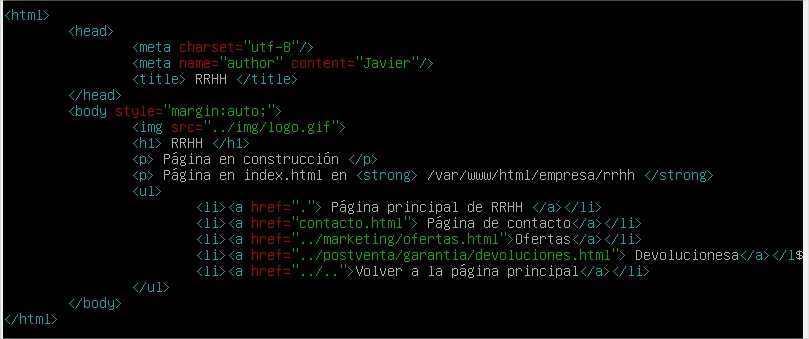 <html>
<head>
<meta charset="utf-8"/>
<meta name="author" content="Javier"/>
<title> RRHH </title>
</head>
<body style="margin:auto;">
<img src="../img/logo.gif">
<h1> RRHH </h1>
<p> Página en construcción </p>
<p> Página en index.html en <strong> /var/www/html/empresa/rrhh </strong>
<ul>
<li><a href="."> Página principal de RRHH </a></li>
<li><a href="contacto.html"> Página de contacto</a></li>
<li><a href="../marketing/ofertas.html">Ofertas</a></li>
<li><a href="../postventa/garantia/devoluciones.html"> Devolucionesa</a></l$
<li><a href="../..">Volver a la página principal</a></li>
</ul>
</body>
</html>